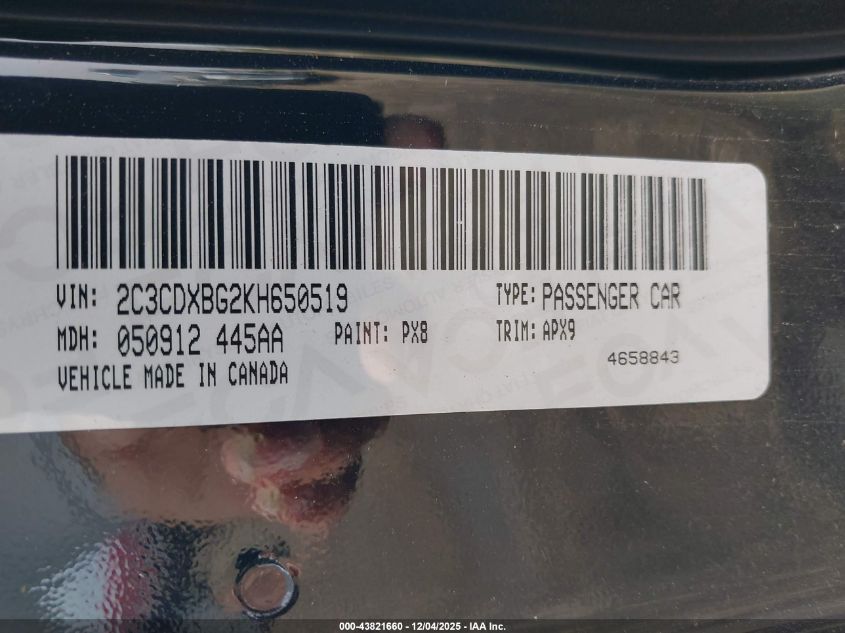 VIN: 2C3CDXBG2KH650519 TYPE: PASSENGER CAR
MDH: 050912 445AA PAINT: PX8 TRIM: APX9
4658843
VEHICLE MADE IN CANADA
000-43821660 - 12/04/2025 - IAA Inc.